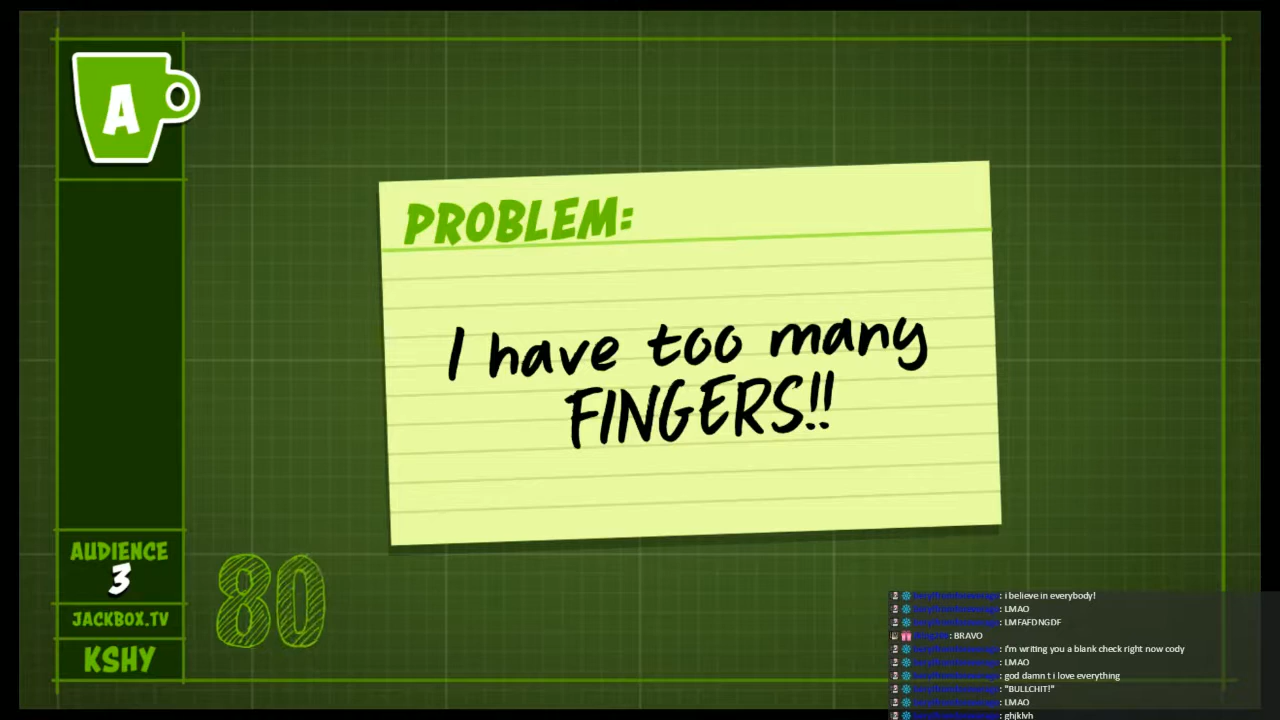 A
PROBLEM:
I have too many
FINGERS!!
AUDIENCE
3
JACKBOX.TV
KSHY
80
: i believe in everybody!
: LMAO
: LMFAFDNGDF
: BRAVO
: i'm writing you a blank check right now cody
: LMAO
: god damn t i love everything
: "BULLCHIT!"
: LMAO
: ghjklvh